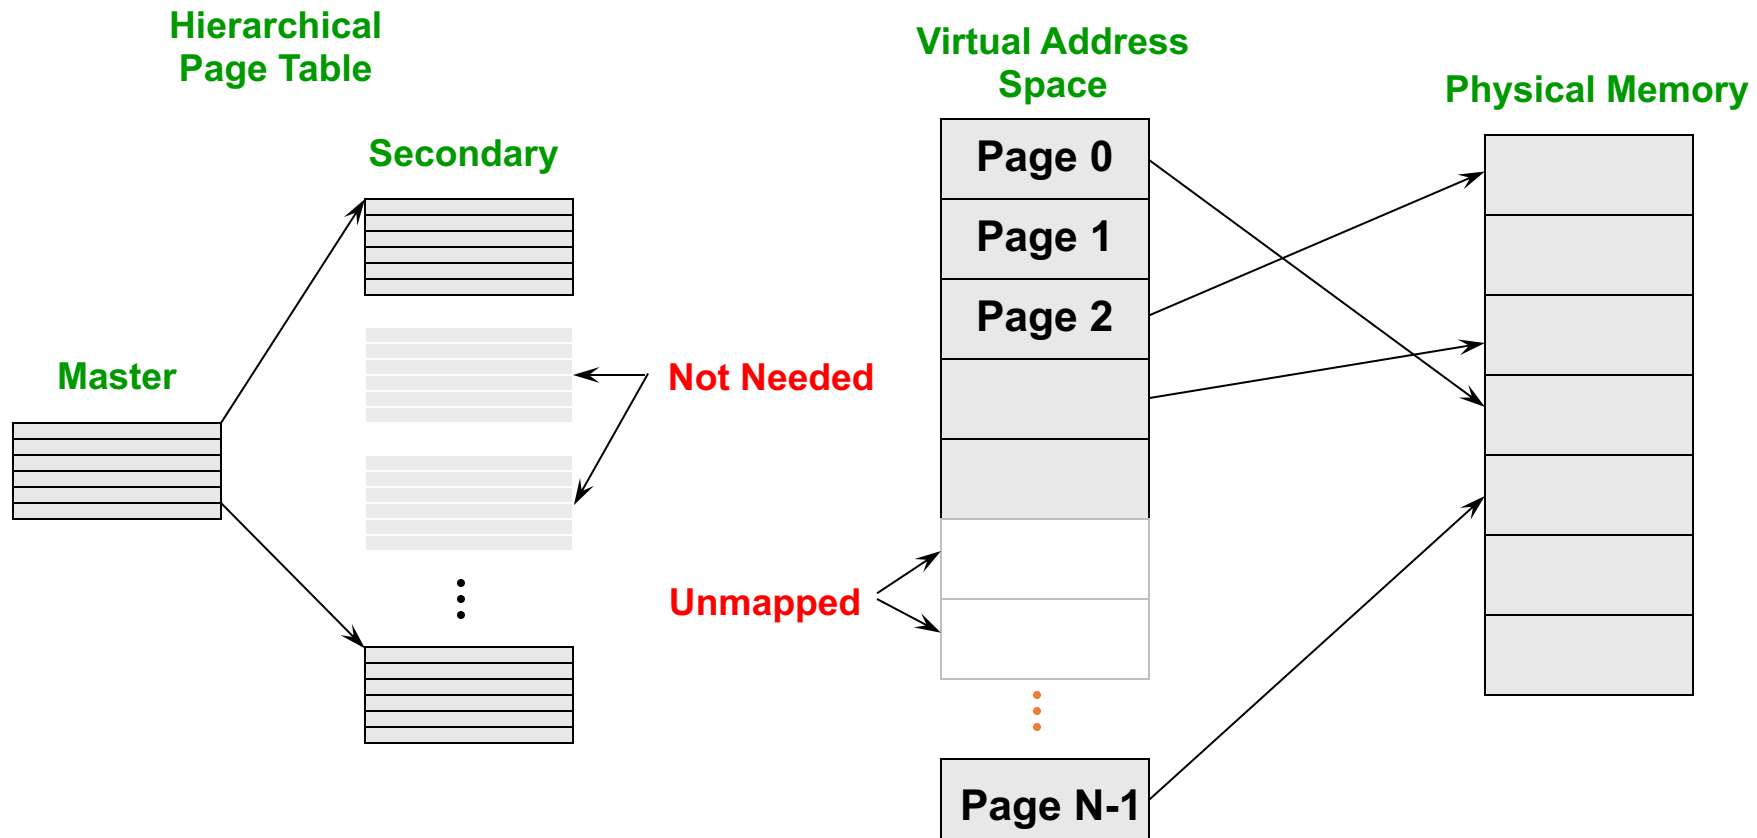 Hierarchical
Page Table
Virtual Address
Space
Physical Memory
Secondary
Master
Not Needed
Unmapped
Page 0
Page 1
Page 2
Page N-1